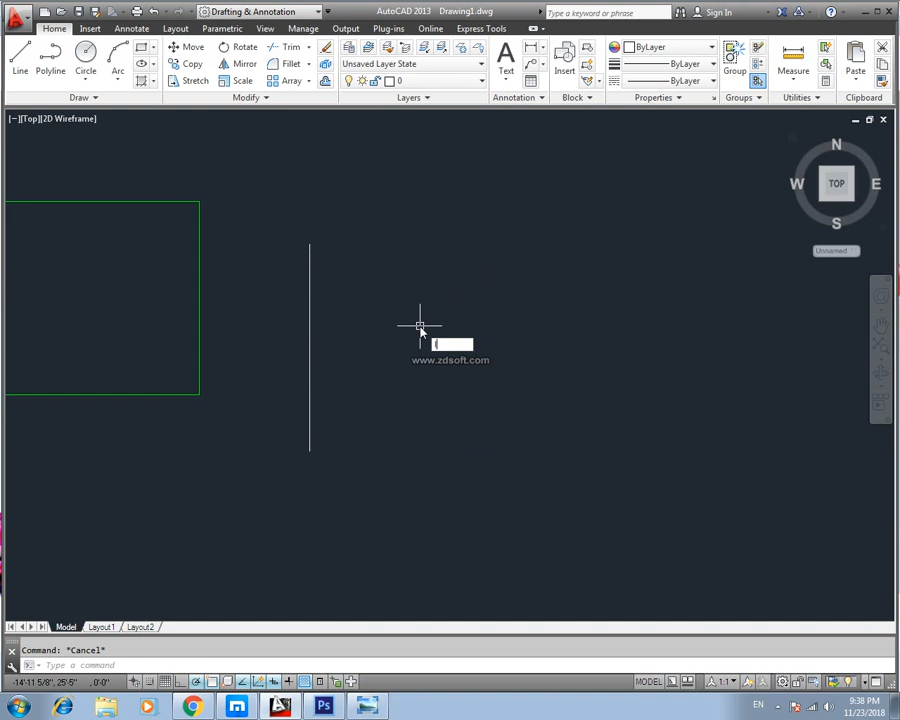 Drafting & Annotation
AutoCAD 2013 Drawing1.dwg
Type a keyword or phrase
Sign In
Home Insert Annotate Layout Parametric View Manage Output Plug-ins Online Express Tools
Line
Polyline
Circle
Arc
Move
Rotate
Trim
Copy
Mirror
Fillet
Stretch
Scale
Array
Unsaved Layer State
0
Text
Insert
ByLayer
ByLayer
ByLayer
Group
Measure
Paste
Draw
Modify
Layers
Annotation
Block
Properties
Groups
Utilities
Clipboard
[−][Top][2D Wireframe]
N
W
TOP
E
S
Unnamed
www.zdsoft.com
Model Layout1 Layout2
Command: *Cancel*
Type a command
-14'-11 5/8", 25'-5" , 0'-0"
MODEL
1:1
Ps
EN
9:38 PM
11/23/2018